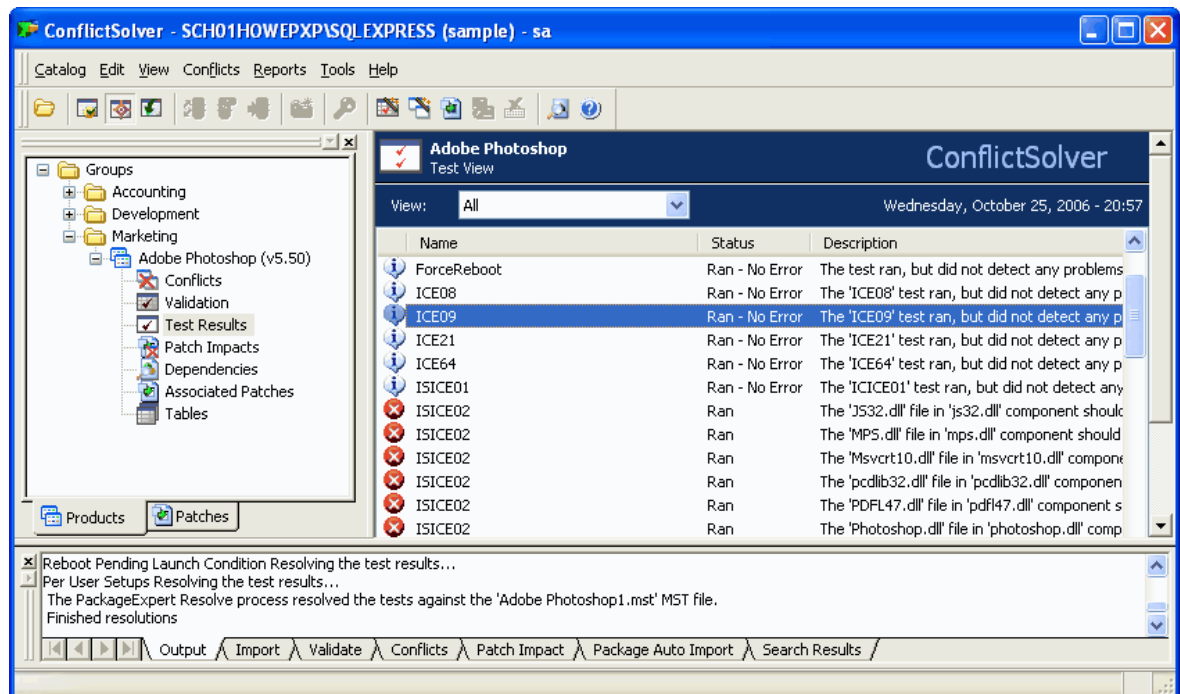 ConflictSolver - SCH01HOWEPXP\SQLEXPRESS (sample) - sa
Catalog Edit View Conflicts Reports Tools Help
Groups
Accounting
Development
Marketing
Adobe Photoshop (v5.50)
Conflicts
Validation
Test Results
Patch Impacts
Dependencies
Associated Patches
Tables
Products Patches
Adobe Photoshop
Test View
ConflictSolver
View: All Wednesday, October 25, 2006 - 20:57
Name Status Description
ForceReboot Ran - No Error The test ran, but did not detect any problems
ICE08 Ran - No Error The 'ICE08' test ran, but did not detect any p
ICE09 Ran - No Error The 'ICE09' test ran, but did not detect any p
ICE21 Ran - No Error The 'ICE21' test ran, but did not detect any p
ICE64 Ran - No Error The 'ICE64' test ran, but did not detect any p
ISICE01 Ran - No Error The 'ICICE01' test ran, but did not detect any
ISICE02 Ran The 'JS32.dll' file in 'js32.dll' component should
ISICE02 Ran The 'MPS.dll' file in 'mps.dll' component should
ISICE02 Ran The 'Msvcrt10.dll' file in 'msvcrt10.dll' compone
ISICE02 Ran The 'pcdlib32.dll' file in 'pcdlib32.dll' componen
ISICE02 Ran The 'PDFL47.dll' file in 'pdfl47.dll' component s
ISICE02 Ran The 'Photoshop.dll' file in 'photoshop.dll' comp
Reboot Pending Launch Condition Resolving the test results...
Per User Setups Resolving the test results...
The PackageExpert Resolve process resolved the tests against the 'Adobe Photoshop1.mst' MST file.
Finished resolutions
Output Import Validate Conflicts Patch Impact Package Auto Import Search Results